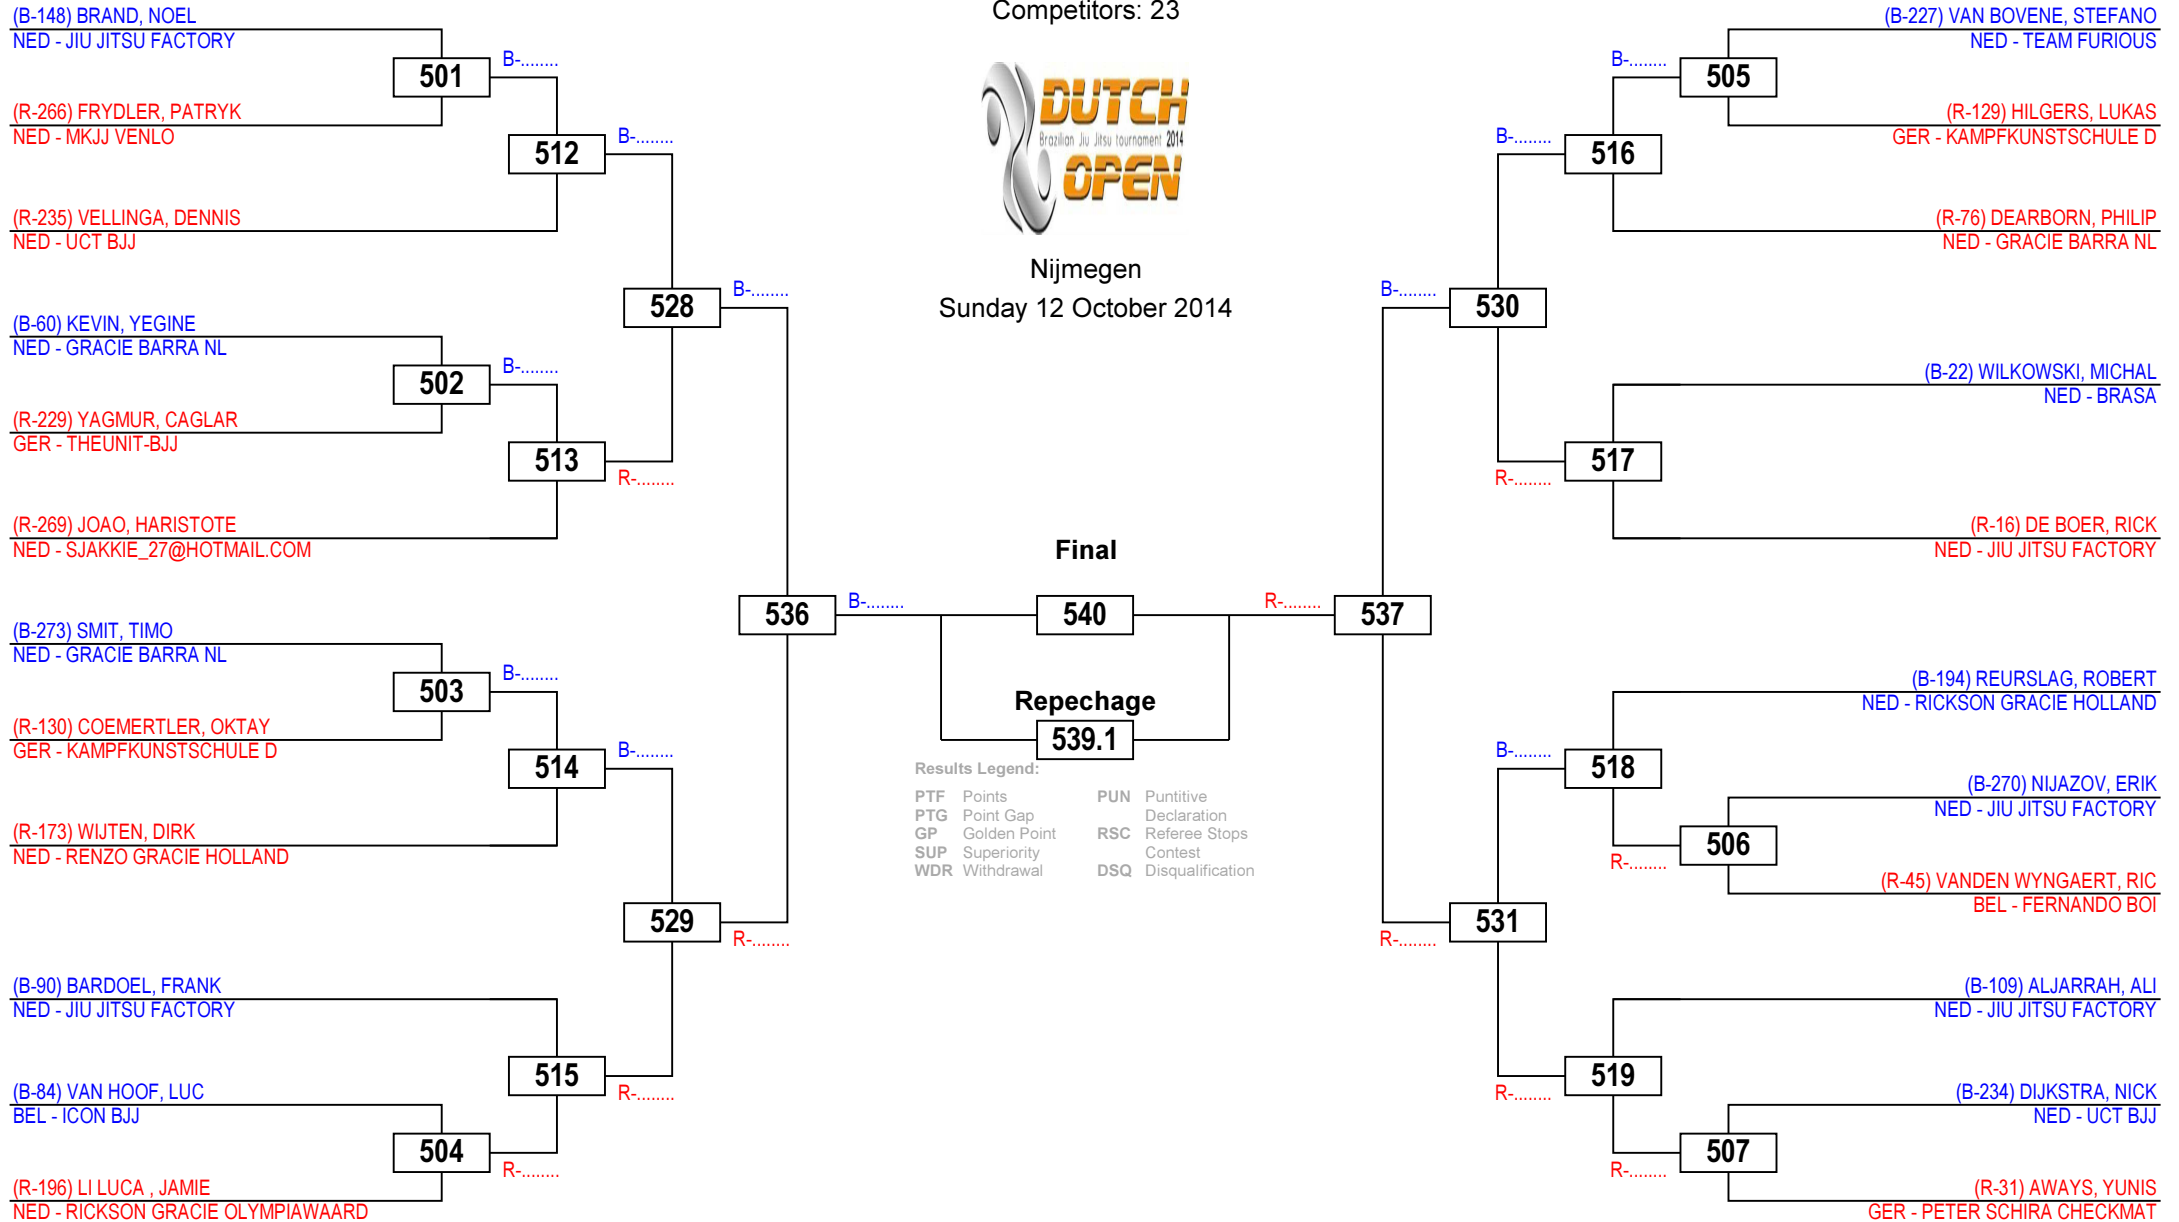 Competitors: 23
DUTCH
Brazilian Jiu Jitsu tournament 2014
OPEN
Nijmegen
Sunday 12 October 2014
(B-148) BRAND, NOEL
NED - JIU JITSU FACTORY
501
B-........
(R-266) FRYDLER, PATRYK
NED - MKJJ VENLO
512
B-........
(R-235) VELLINGA, DENNIS
NED - UCT BJJ
528
B-........
(B-60) KEVIN, YEGINE
NED - GRACIE BARRA NL
502
B-........
(R-229) YAGMUR, CAGLAR
GER - THEUNIT-BJJ
513
R-........
(R-269) JOAO, HARISTOTE
NED - SJAKKIE_27@HOTMAIL.COM
536
B-........
(B-273) SMIT, TIMO
NED - GRACIE BARRA NL
503
B-........
(R-130) COEMERTLER, OKTAY
GER - KAMPFKUNSTSCHULE D
514
B-........
(R-173) WIJTEN, DIRK
NED - RENZO GRACIE HOLLAND
529
R-........
(B-90) BARDOEL, FRANK
NED - JIU JITSU FACTORY
515
R-........
(B-84) VAN HOOF, LUC
BEL - ICON BJJ
504
R-........
(R-196) LI LUCA , JAMIE
NED - RICKSON GRACIE OLYMPIAWAARD
Final
540
Repechage
539.1
Results Legend:
PTF Points
PTG Point Gap
GP Golden Point
SUP Superiority
WDR Withdrawal
PUN Puntitive
Declaration
RSC Referee Stops
Contest
DSQ Disqualification
(B-227) VAN BOVENE, STEFANO
NED - TEAM FURIOUS
B-........
505
(R-129) HILGERS, LUKAS
GER - KAMPFKUNSTSCHULE D
B-........
516
(R-76) DEARBORN, PHILIP
NED - GRACIE BARRA NL
B-........
530
(B-22) WILKOWSKI, MICHAL
NED - BRASA
517
R-........
(R-16) DE BOER, RICK
NED - JIU JITSU FACTORY
R-........
537
(B-194) REURSLAG, ROBERT
NED - RICKSON GRACIE HOLLAND
B-........
518
(B-270) NIJAZOV, ERIK
NED - JIU JITSU FACTORY
506
R-........
(R-45) VANDEN WYNGAERT, RIC
BEL - FERNANDO BOI
531
R-........
(B-109) ALJARRAH, ALI
NED - JIU JITSU FACTORY
519
R-........
(B-234) DIJKSTRA, NICK
NED - UCT BJJ
507
R-........
(R-31) AWAYS, YUNIS
GER - PETER SCHIRA CHECKMAT